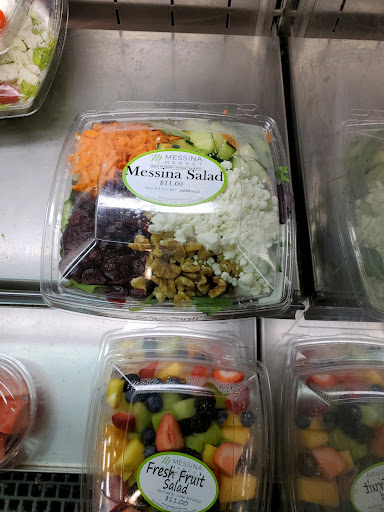 MESSINA
MARKET
Messina Salad
$11.00
MESSINA
Fresh Fruit
Salad
$11.00